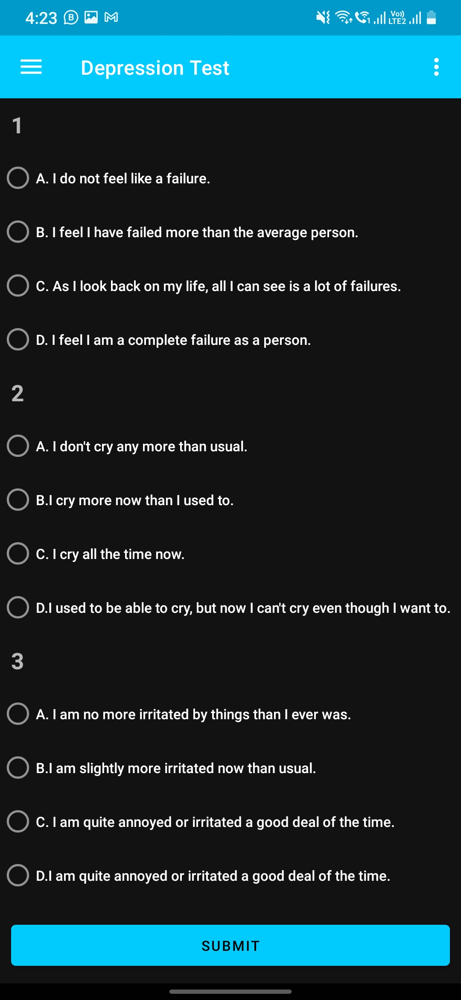 4:23
Vo))
1 LTE2
Depression Test
1
A. I do not feel like a failure.
B. I feel I have failed more than the average person.
C. As I look back on my life, all I can see is a lot of failures.
D. I feel I am a complete failure as a person.
2
A. I don't cry any more than usual.
B.I cry more now than I used to.
C. I cry all the time now.
D.I used to be able to cry, but now I can't cry even though I want to.
3
A. I am no more irritated by things than I ever was.
B.I am slightly more irritated now than usual.
C. I am quite annoyed or irritated a good deal of the time.
D.I am quite annoyed or irritated a good deal of the time.
SUBMIT